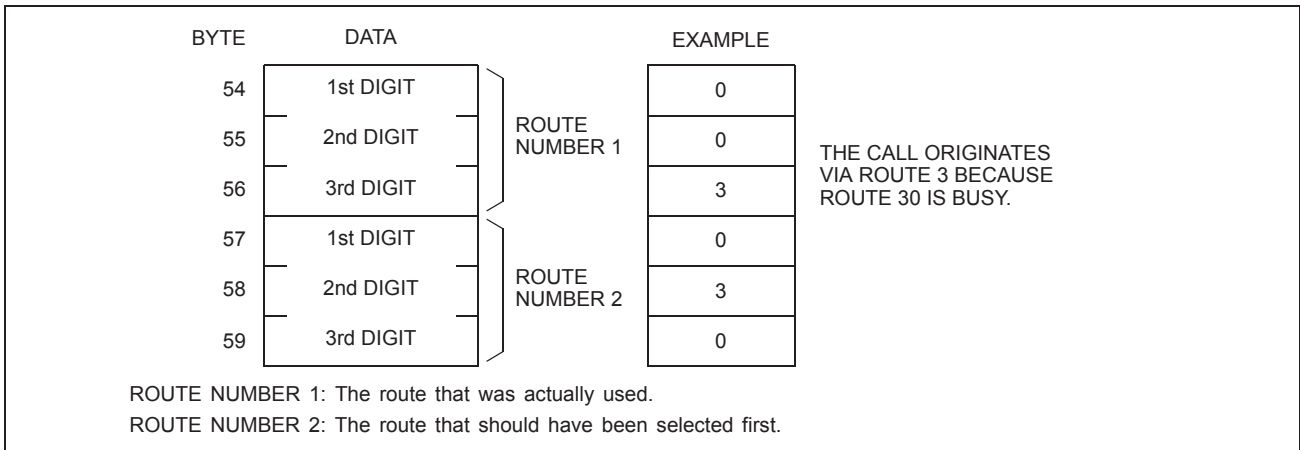 BYTE DATA EXAMPLE
54 1st DIGIT 0
55 2nd DIGIT 0
56 3rd DIGIT 3
ROUTE
NUMBER 1
THE CALL ORIGINATES
VIA ROUTE 3 BECAUSE
ROUTE 30 IS BUSY.
57 1st DIGIT 0
58 2nd DIGIT 3
59 3rd DIGIT 0
ROUTE
NUMBER 2
ROUTE NUMBER 1: The route that was actually used.
ROUTE NUMBER 2: The route that should have been selected first.